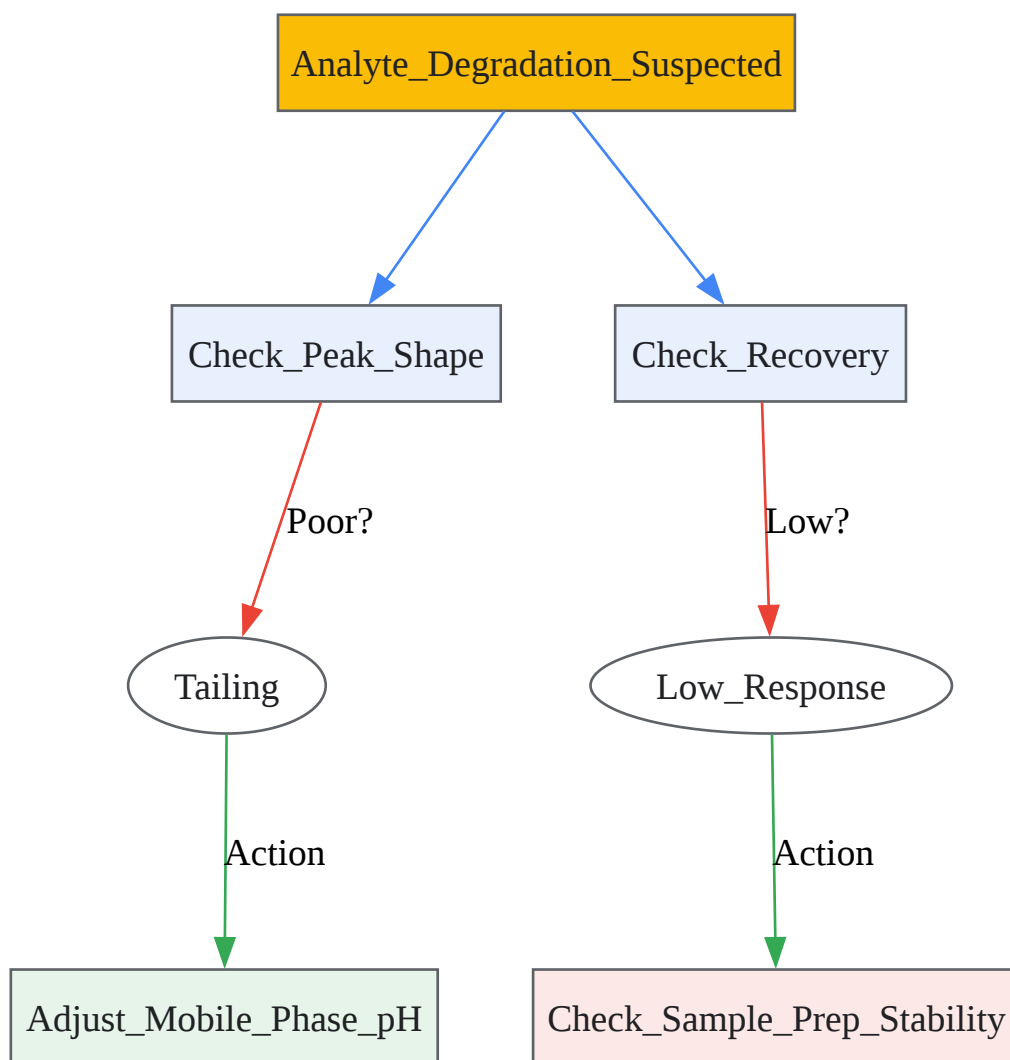 Analyte_Degradation_Suspected
Check_Peak_Shape
Check_Recovery
Poor?
Low?
Tailing
Low_Response
Action
Action
Adjust_Mobile_Phase_pH
Check_Sample_Prep_Stability